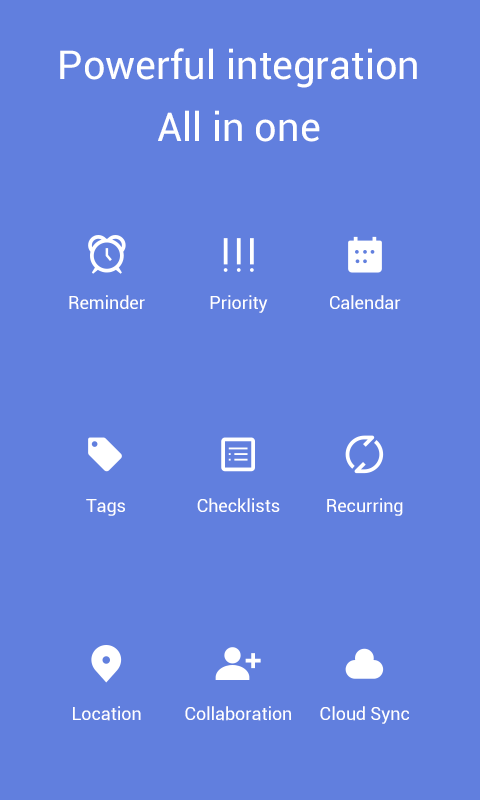 Powerful integration
All in one
Reminder
Priority
Calendar
Tags
Checklists
Recurring
Location
Collaboration
Cloud Sync